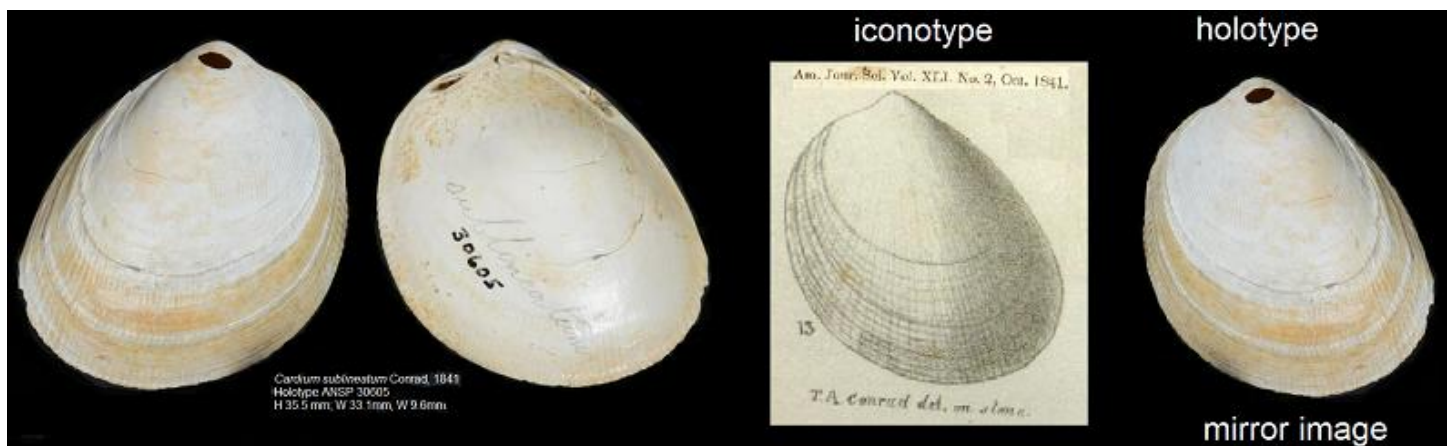 iconotype
holotype
Am. Jour. Sci. Vol. XLI. No. 2, Oct. 1841.
30605
13
T. A. Conrad del. on stone.
Cardium sublineatum Conrad, 1841
Holotype ANSP 30605
H 35.5 mm; W 33.1mm, W 9.6mm
mirror image